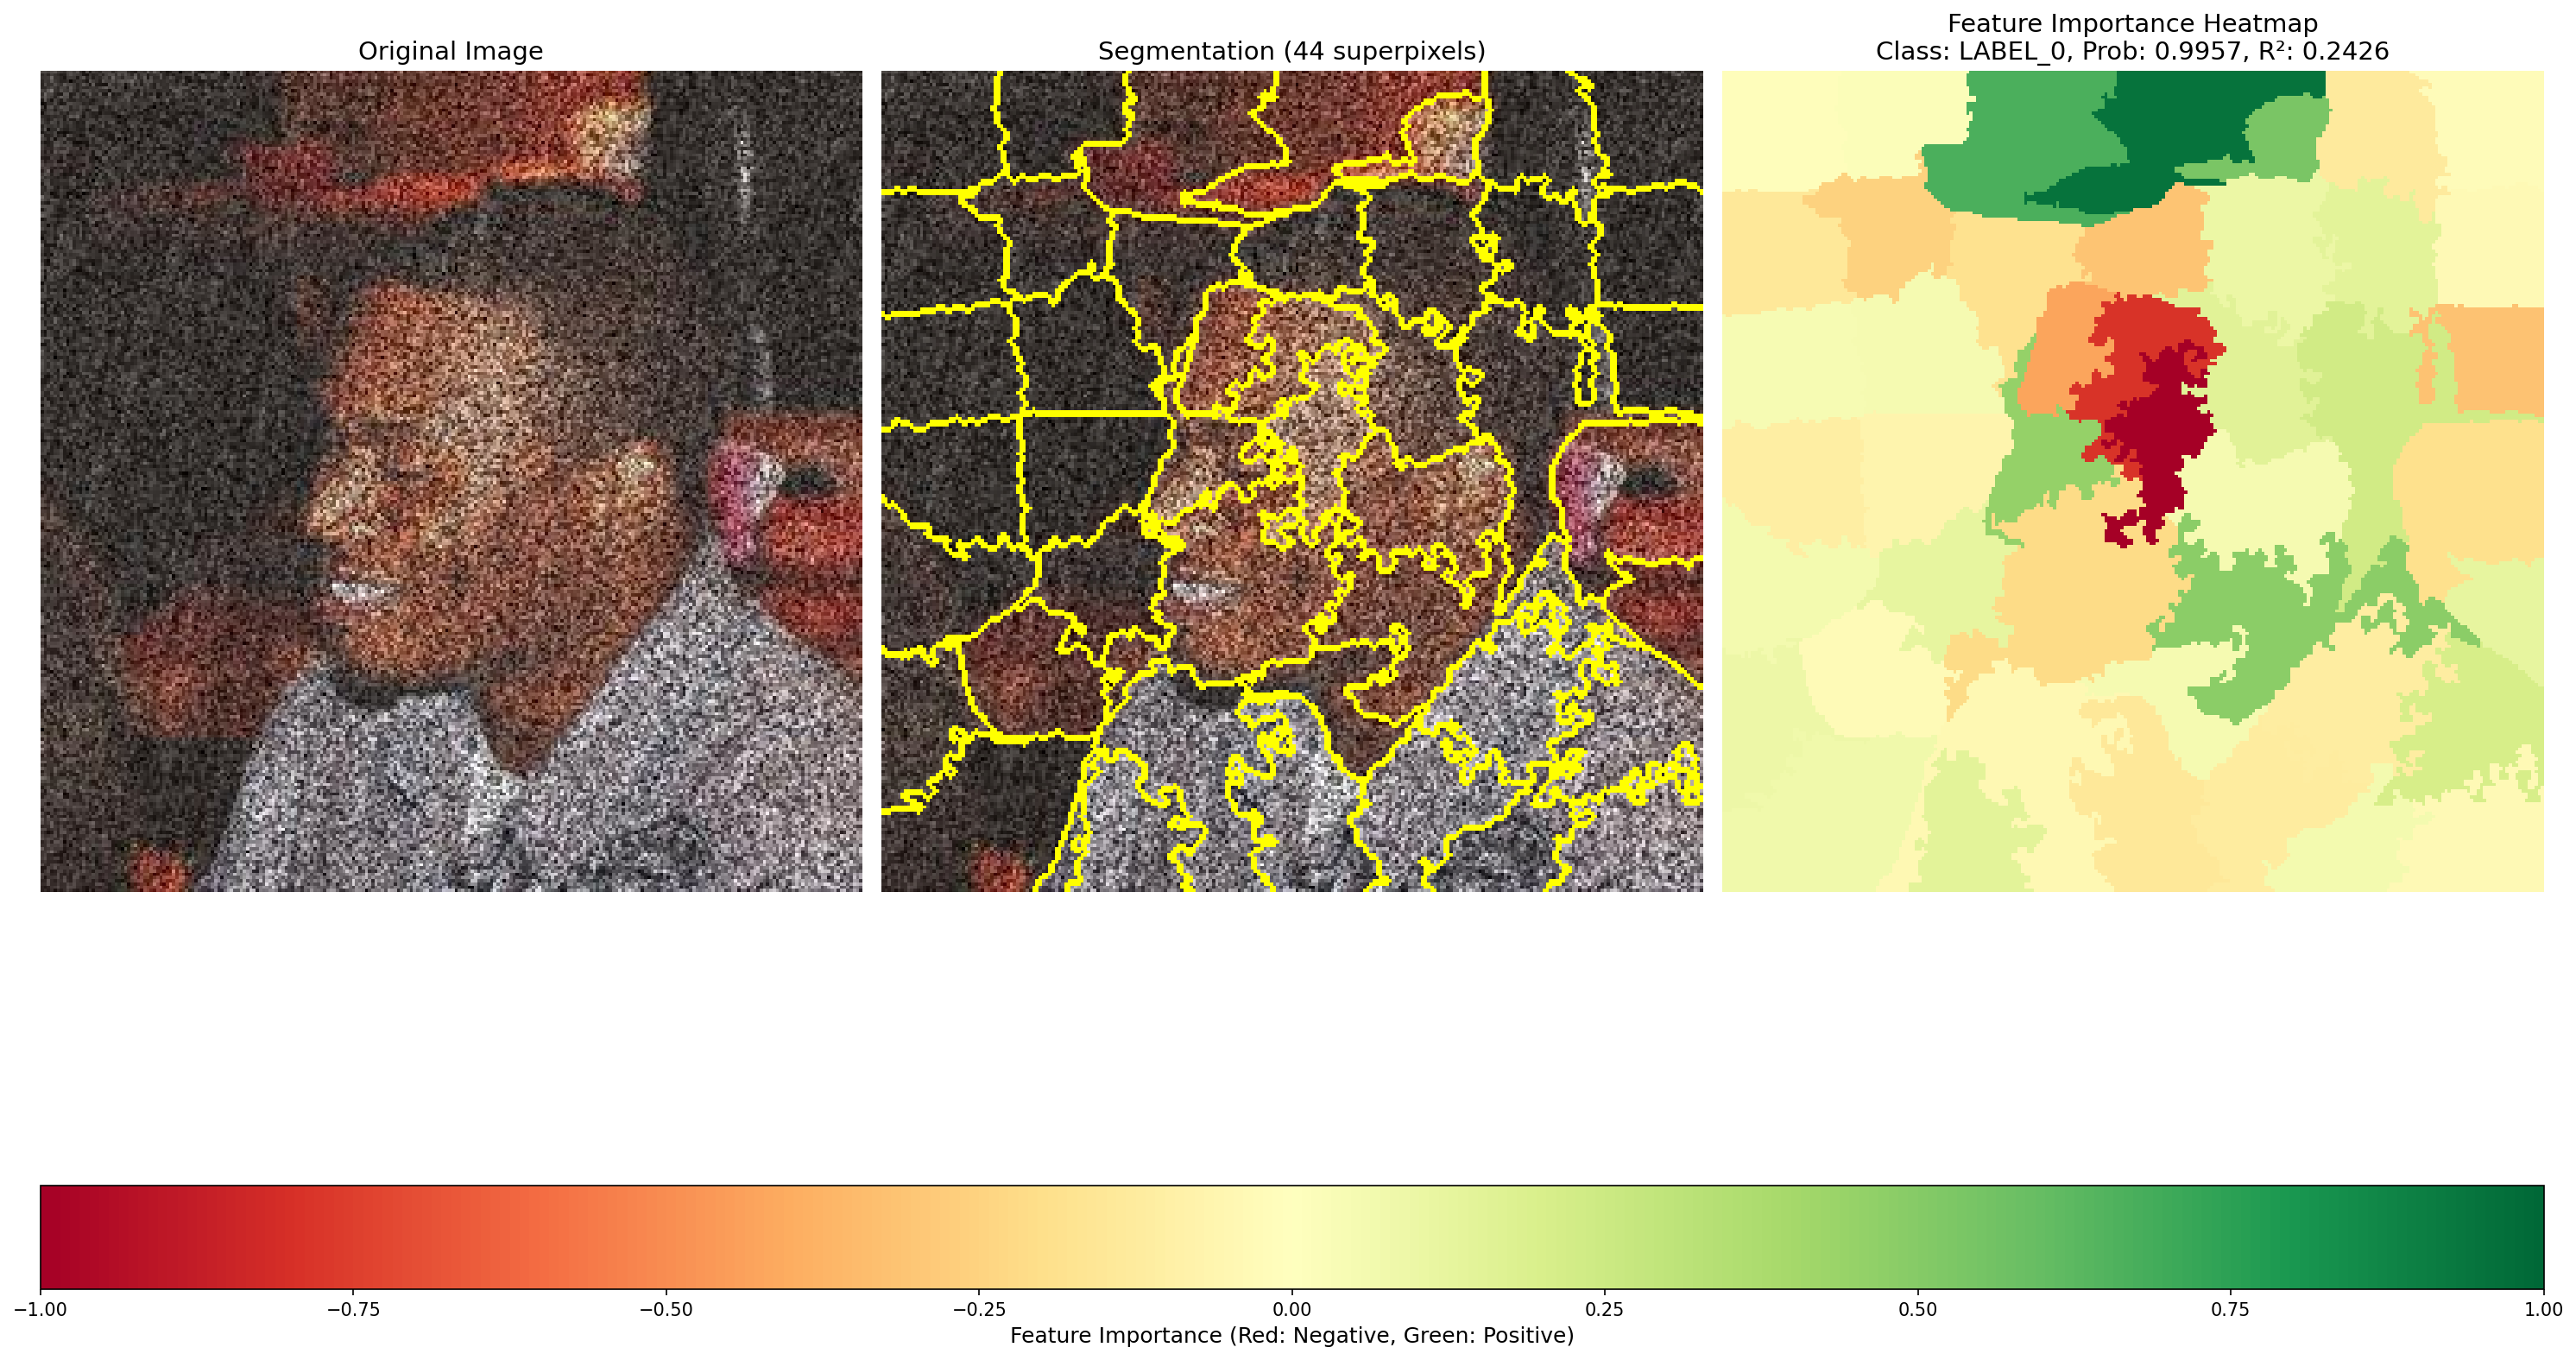 Original Image
Segmentation (44 superpixels)
Feature Importance Heatmap
Class: LABEL_0, Prob: 0.9957, R²: 0.2426
−1.00
−0.75
−0.50
−0.25
0.00
0.25
0.50
0.75
1.00
Feature Importance (Red: Negative, Green: Positive)